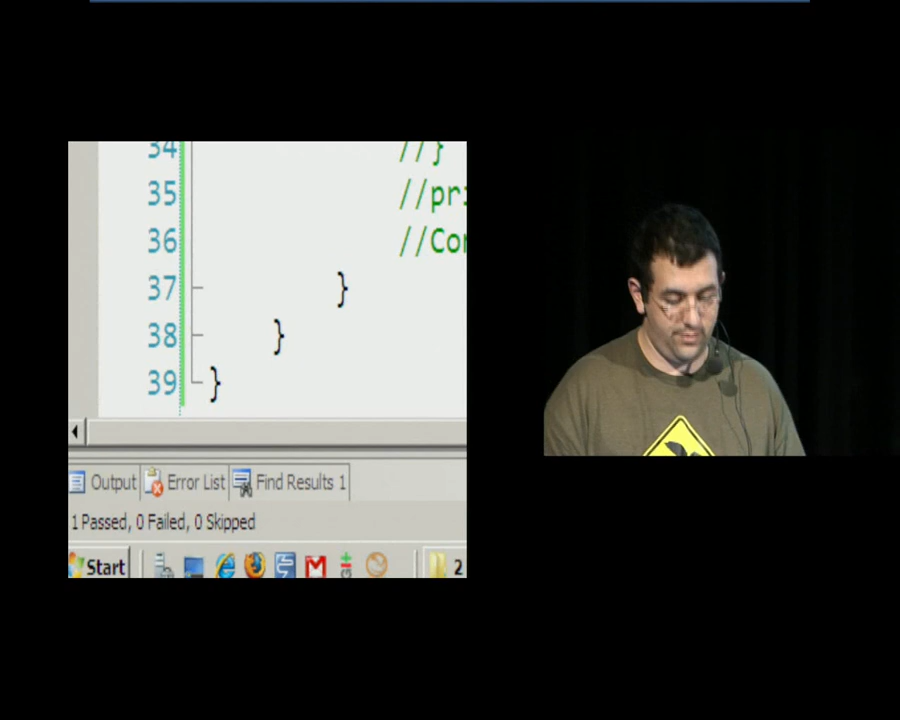 34 //}
35 //pri
36 //Con
37 }
38 }
39 }
Output Error List Find Results 1
1 Passed, 0 Failed, 0 Skipped
Start 2